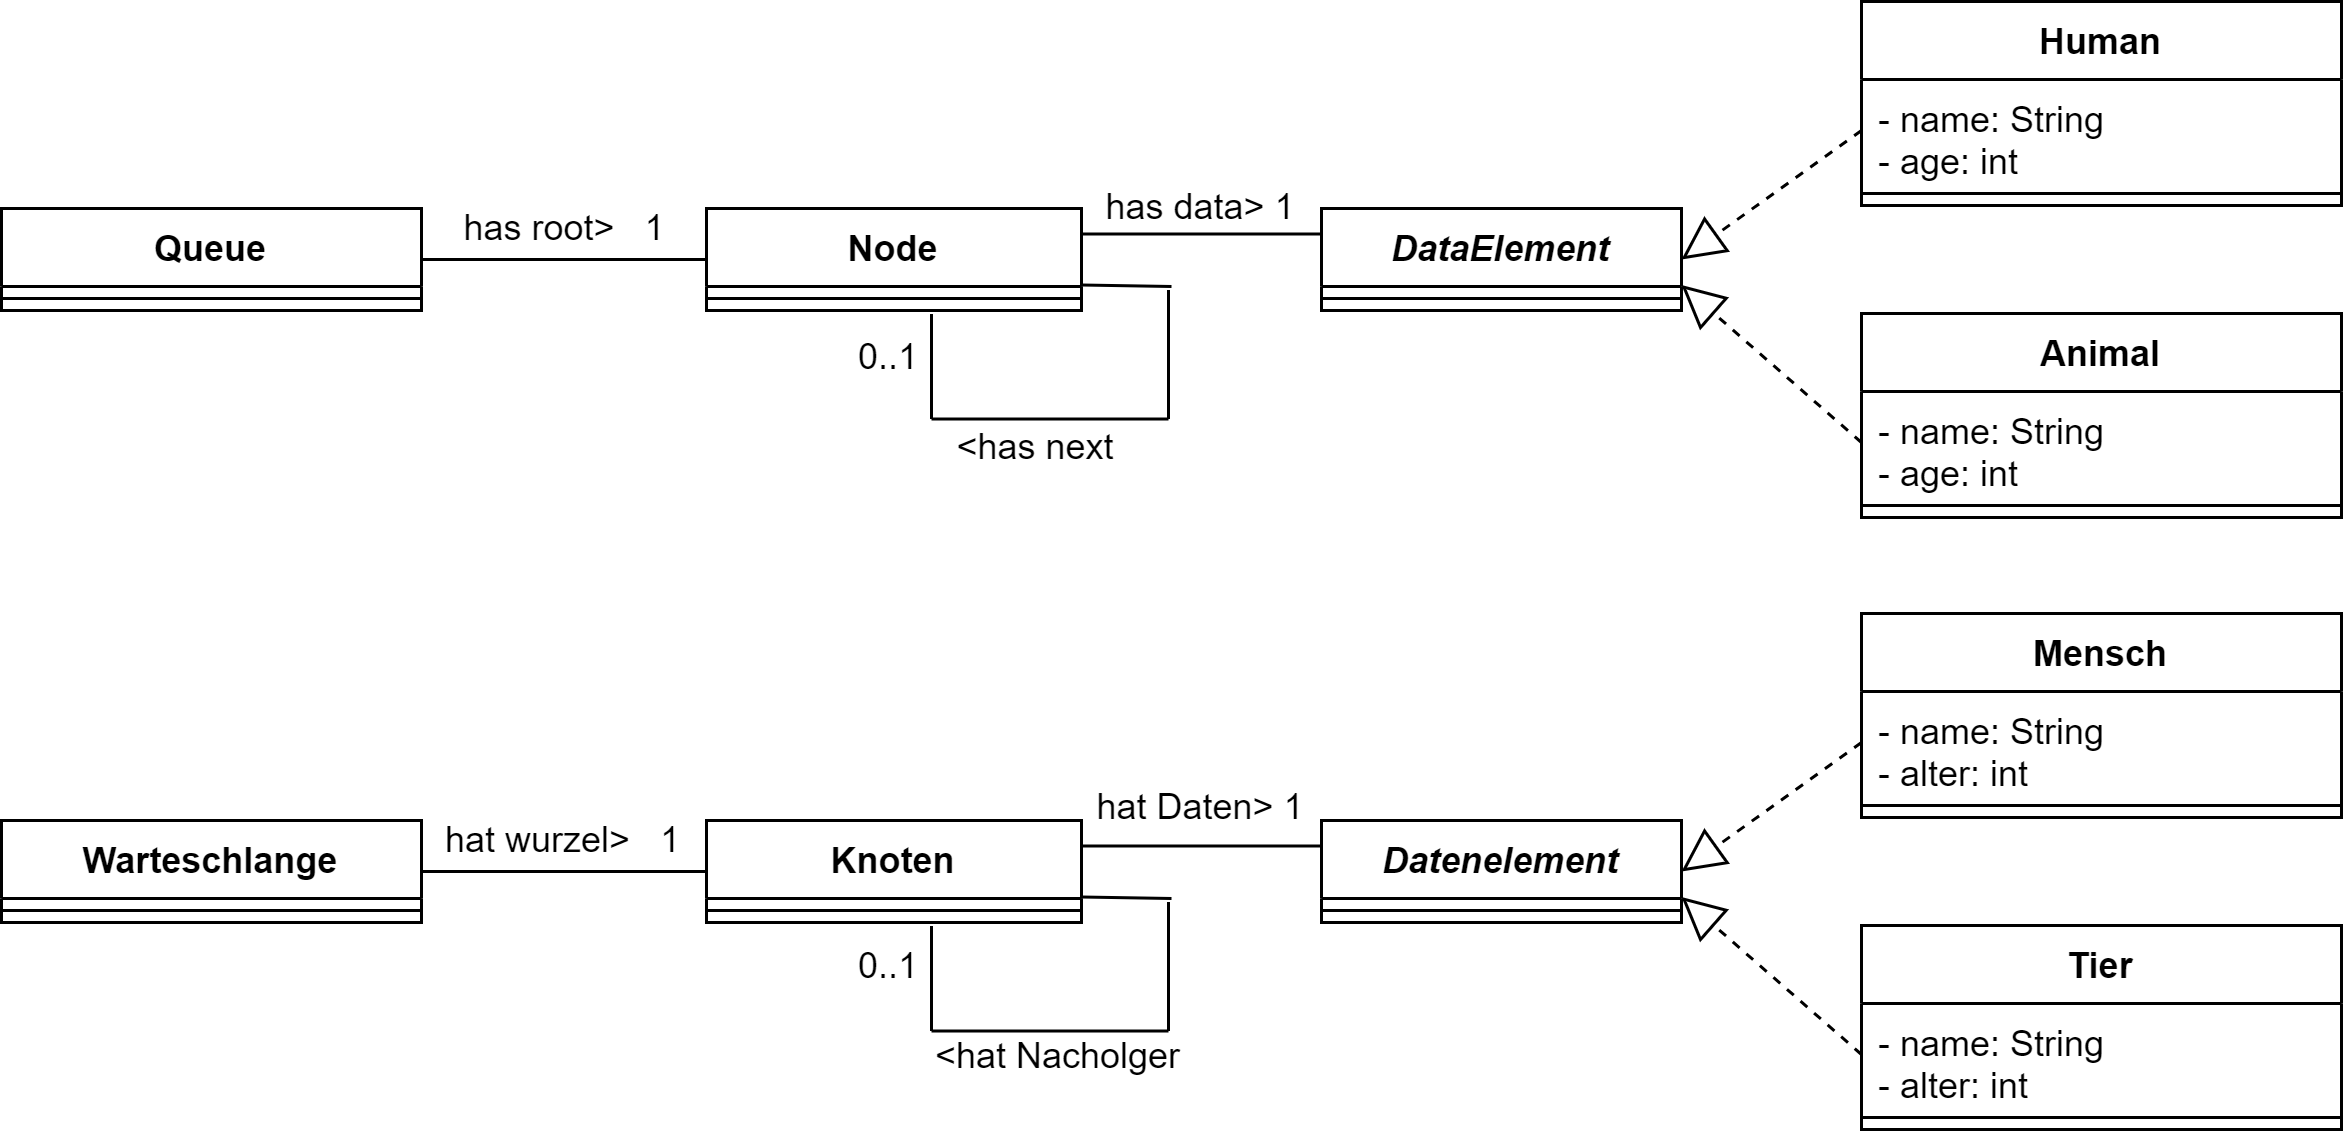 Human
- name: String
- age: int
has data> 1
has root> 1
Queue
Node
DataElement
0..1
<has next
Animal
- name: String
- age: int
Mensch
- name: String
- alter: int
hat Daten> 1
hat wurzel> 1
Warteschlange
Knoten
Datenelement
0..1
<hat Nacholger
Tier
- name: String
- alter: int